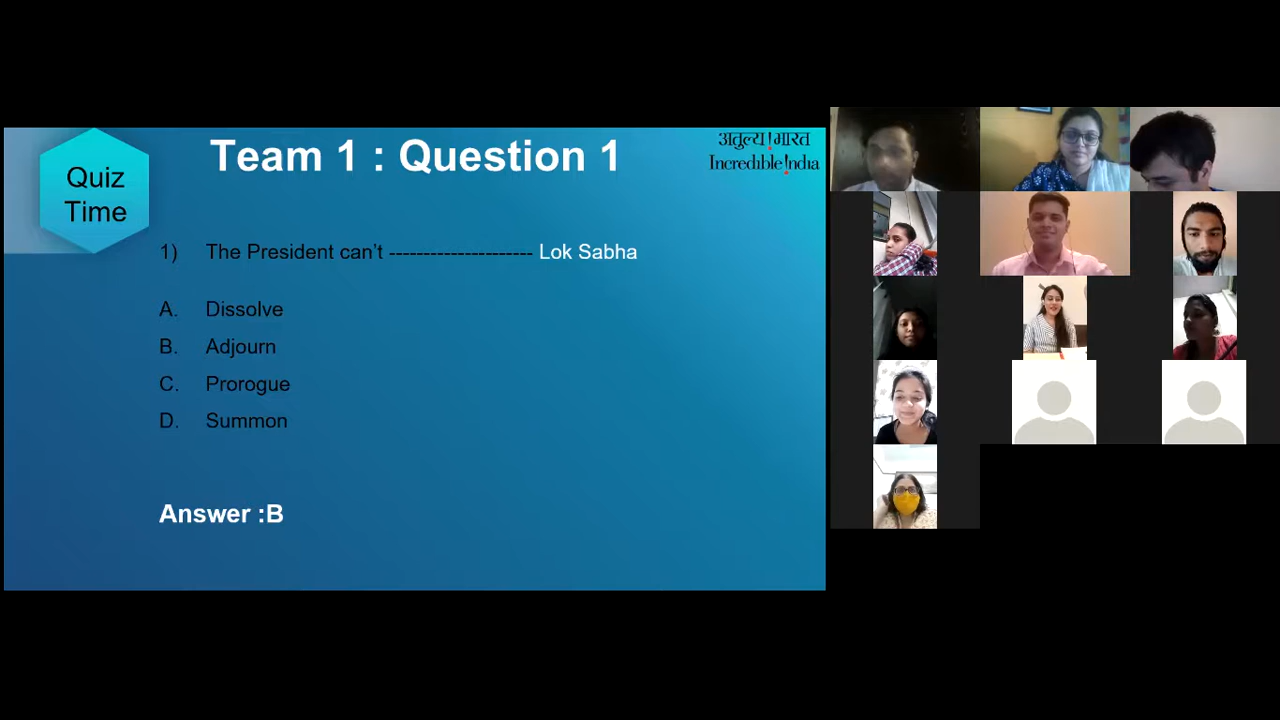 Quiz
Time
Team 1 : Question 1
अतुल्य ! भारत
Incredible !ndia
1) The President can’t --------------------- Lok Sabha
A. Dissolve
B. Adjourn
C. Prorogue
D. Summon
Answer :B